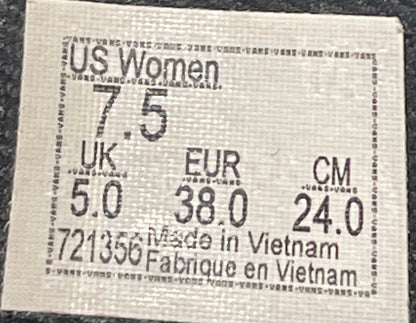 US Women
7.5
UK EUR CM
5.0 38.0 24.0
721356 Made in Vietnam
Fabrique en Vietnam